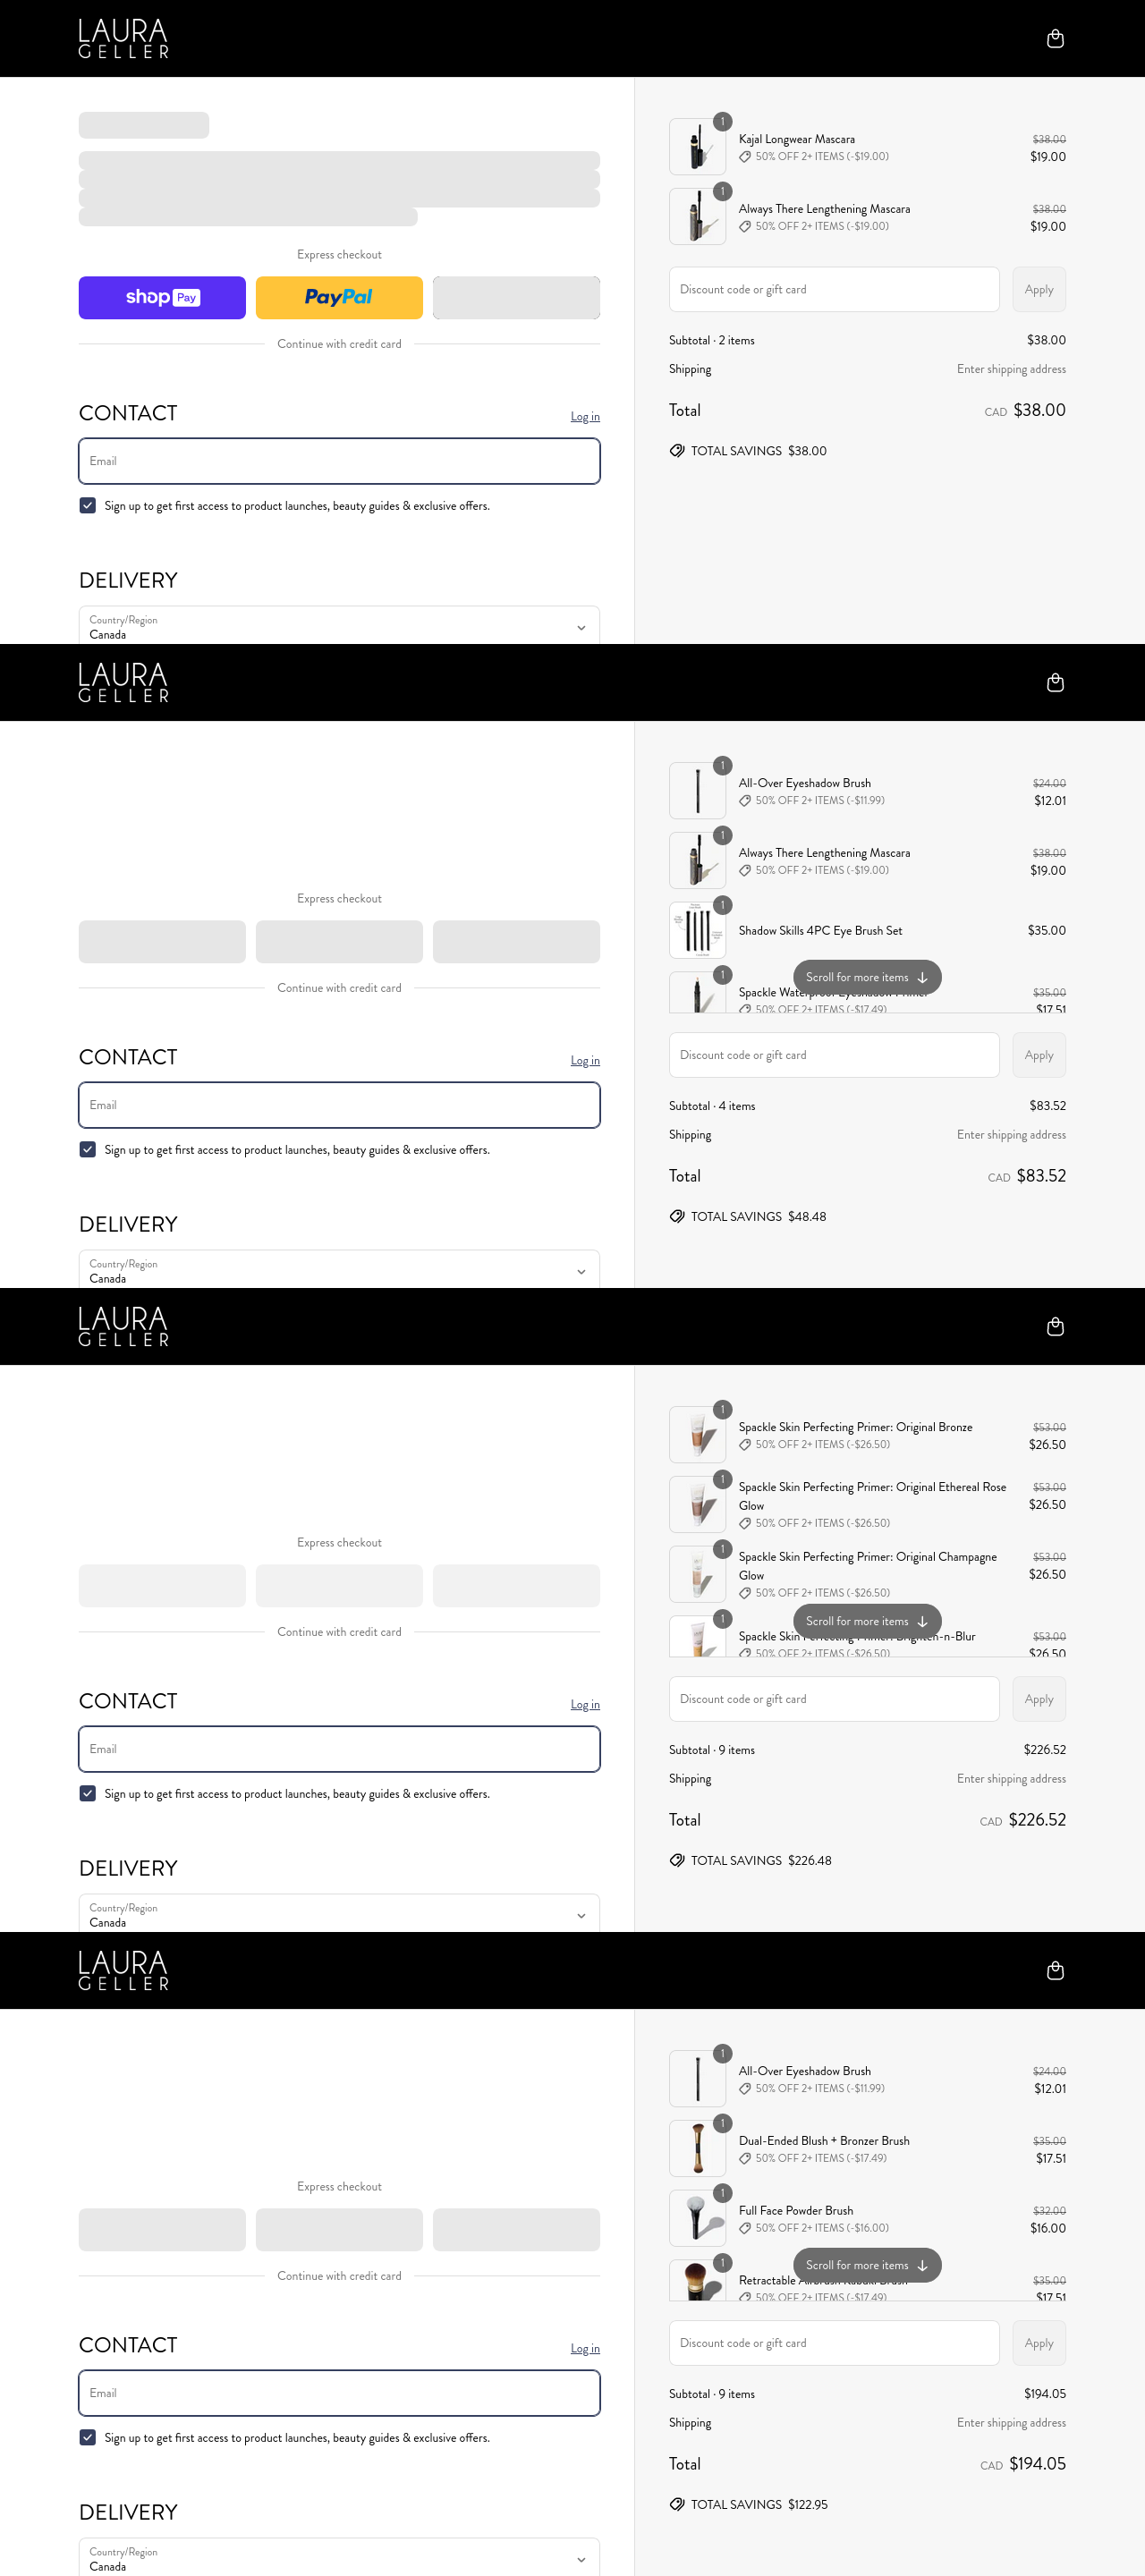 LAURA
GELLER
Express checkout
shop Pay
PayPal
Continue with credit card
CONTACT
Log in
Email
Sign up to get first access to product launches, beauty guides & exclusive offers.
DELIVERY
Country/Region
Canada
1
Kajal Longwear Mascara
50% OFF 2+ ITEMS (-$19.00)
$38.00
$19.00
1
Always There Lengthening Mascara
50% OFF 2+ ITEMS (-$19.00)
$38.00
$19.00
Discount code or gift card
Apply
Subtotal · 2 items
$38.00
Shipping
Enter shipping address
Total
CAD $38.00
TOTAL SAVINGS $38.00
LAURA
GELLER
Express checkout
Continue with credit card
CONTACT
Log in
Email
Sign up to get first access to product launches, beauty guides & exclusive offers.
DELIVERY
Country/Region
Canada
1
All-Over Eyeshadow Brush
50% OFF 2+ ITEMS (-$11.99)
$24.00
$12.01
1
Always There Lengthening Mascara
50% OFF 2+ ITEMS (-$19.00)
$38.00
$19.00
1
Shadow Skills 4PC Eye Brush Set
$35.00
Scroll for more items
1
Spackle Waterproof Eyeshadow Primer
50% OFF 2+ ITEMS (-$17.49)
$35.00
$17.51
Discount code or gift card
Apply
Subtotal · 4 items
$83.52
Shipping
Enter shipping address
Total
CAD $83.52
TOTAL SAVINGS $48.48
LAURA
GELLER
Express checkout
Continue with credit card
CONTACT
Log in
Email
Sign up to get first access to product launches, beauty guides & exclusive offers.
DELIVERY
Country/Region
Canada
1
Spackle Skin Perfecting Primer: Original Bronze
50% OFF 2+ ITEMS (-$26.50)
$53.00
$26.50
1
Spackle Skin Perfecting Primer: Original Ethereal Rose
Glow
50% OFF 2+ ITEMS (-$26.50)
$53.00
$26.50
1
Spackle Skin Perfecting Primer: Original Champagne
Glow
50% OFF 2+ ITEMS (-$26.50)
$53.00
$26.50
Scroll for more items
1
Spackle Skin Perfecting Primer: Brighten-n-Blur
50% OFF 2+ ITEMS (-$26.50)
$53.00
$26.50
Discount code or gift card
Apply
Subtotal · 9 items
$226.52
Shipping
Enter shipping address
Total
CAD $226.52
TOTAL SAVINGS $226.48
LAURA
GELLER
Express checkout
Continue with credit card
CONTACT
Log in
Email
Sign up to get first access to product launches, beauty guides & exclusive offers.
DELIVERY
Country/Region
Canada
1
All-Over Eyeshadow Brush
50% OFF 2+ ITEMS (-$11.99)
$24.00
$12.01
1
Dual-Ended Blush + Bronzer Brush
50% OFF 2+ ITEMS (-$17.49)
$35.00
$17.51
1
Full Face Powder Brush
50% OFF 2+ ITEMS (-$16.00)
$32.00
$16.00
Scroll for more items
1
Retractable Airbrush Kabuki Brush
50% OFF 2+ ITEMS (-$17.49)
$35.00
$17.51
Discount code or gift card
Apply
Subtotal · 9 items
$194.05
Shipping
Enter shipping address
Total
CAD $194.05
TOTAL SAVINGS $122.95